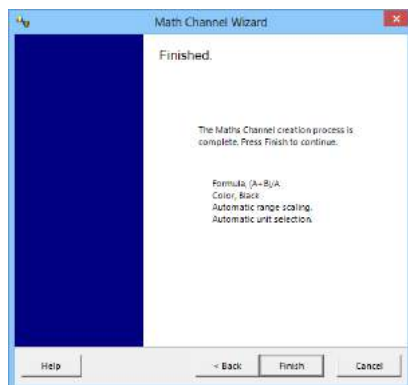 Math Channel Wizard
Finished.
The Maths Channel creation process is
complete. Press Finish to continue.
Formula, (A+B)/A
Color, Black
Automatic range scaling.
Automatic unit selection.
Help
< Back
Finish
Cancel